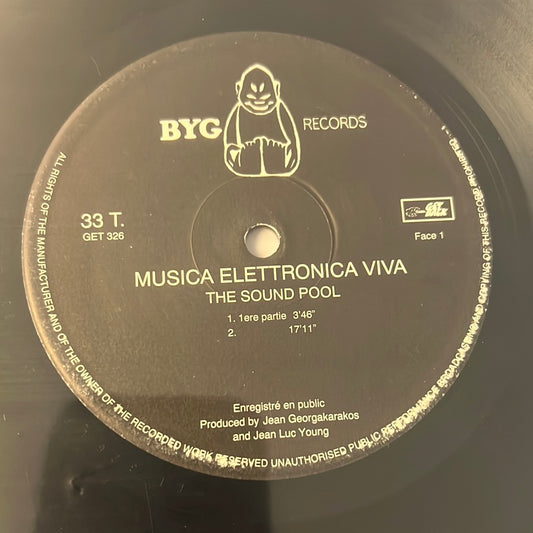 BYG RECORDS
33 T.
GET 326
GET BACK
Face 1
MUSICA ELETTRONICA VIVA
THE SOUND POOL
1. 1ere partie 3'46"
2. 17'11"
Enregistré en public
Produced by Jean Georgakarakos
and Jean Luc Young
ALL RIGHTS OF THE MANUFACTURER AND OF THE OWNER OF THE RECORDED WORK RESERVED UNAUTHORISED PUBLIC PERFORMANCE BROADCASTING AND COPYING OF THIS RECORD PROHIBITED